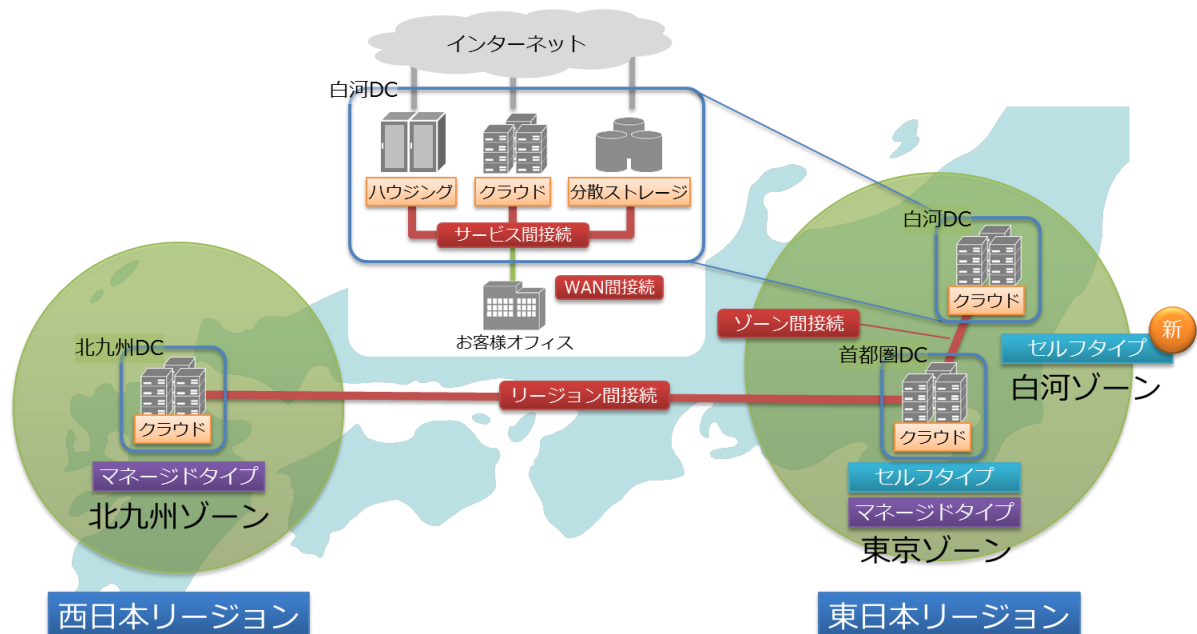 インターネット
白河DC
ハウジング
クラウド
分散ストレージ
サービス間接続
WAN間接続
お客様オフィス
白河DC
クラウド
ゾーン間接続
新
セルフタイプ
白河ゾーン
北九州DC
クラウド
マネージドタイプ
北九州ゾーン
リージョン間接続
首都圏DC
クラウド
セルフタイプ
マネージドタイプ
東京ゾーン
西日本リージョン
東日本リージョン